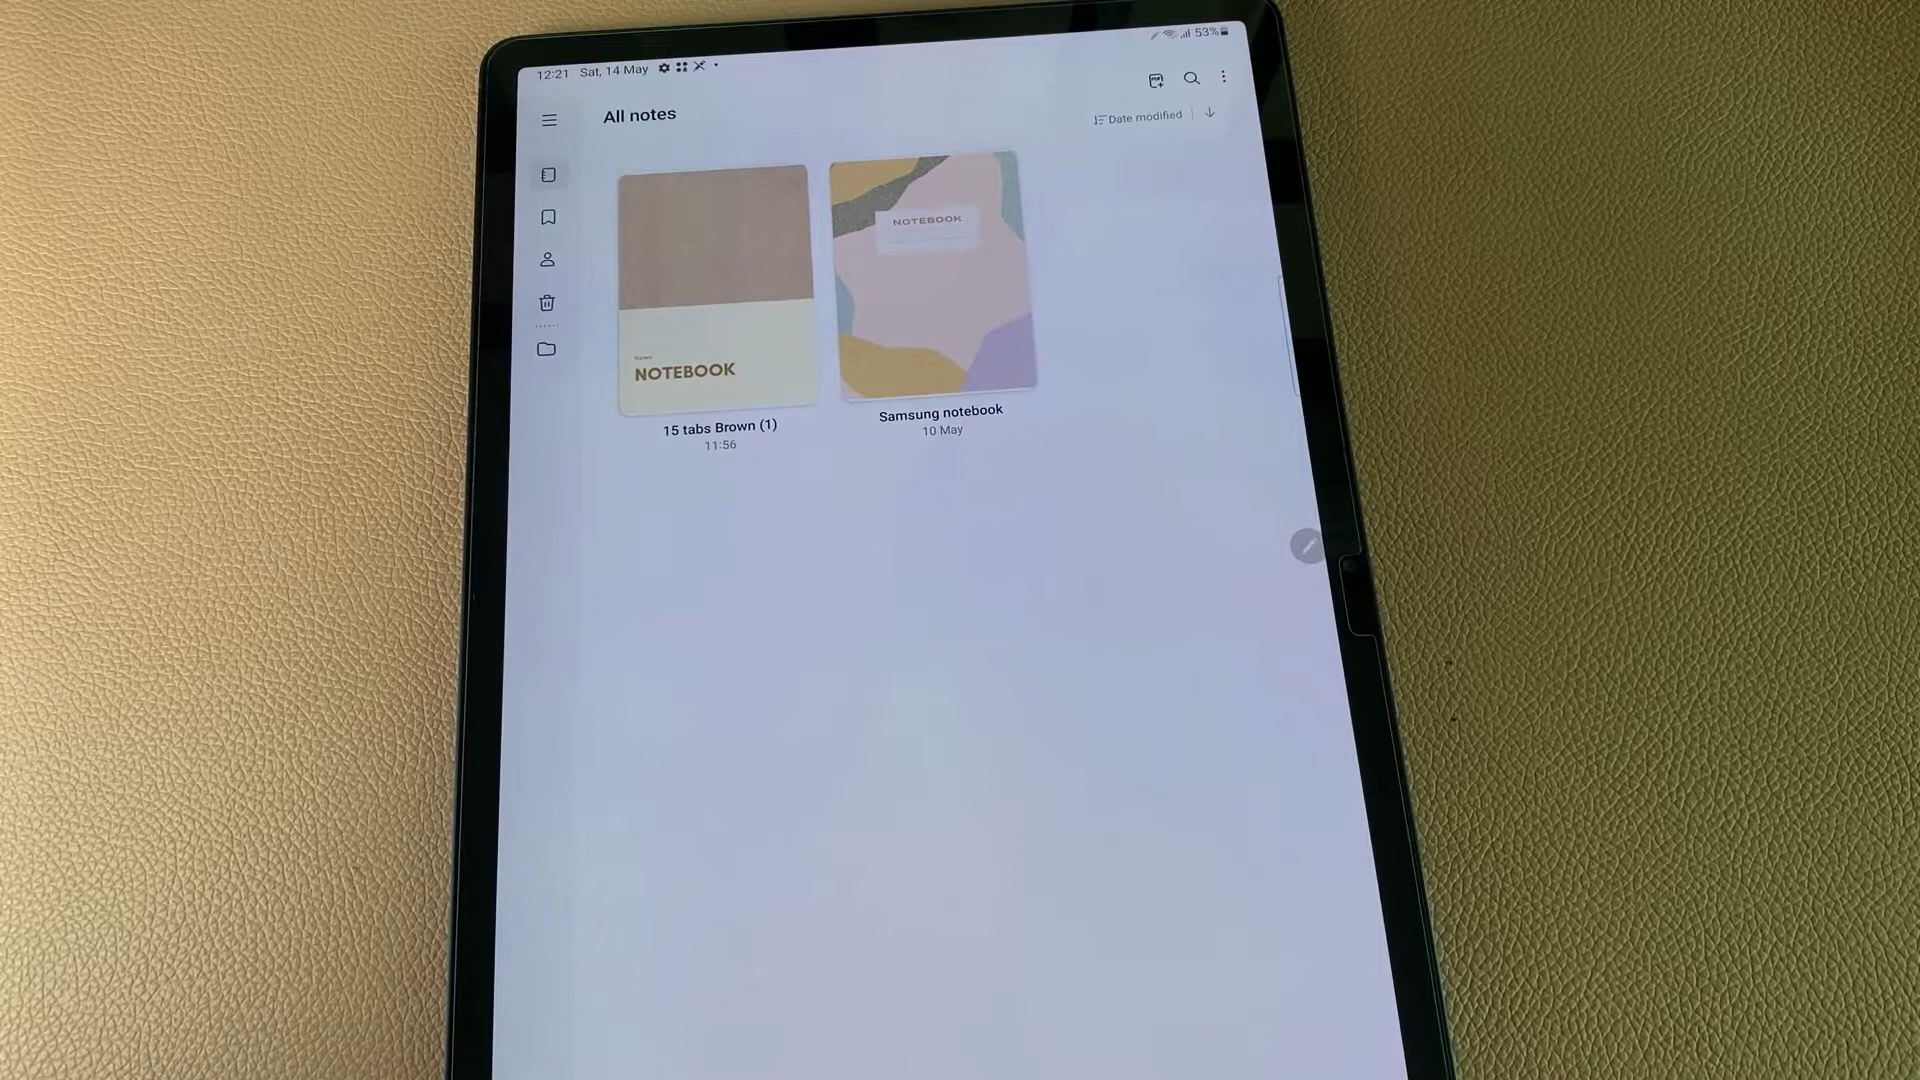 12:21 Sat, 14 May
53%
All notes
Date modified
NOTEBOOK
Name
NOTEBOOK
15 tabs Brown (1)
11:56
Samsung notebook
10 May